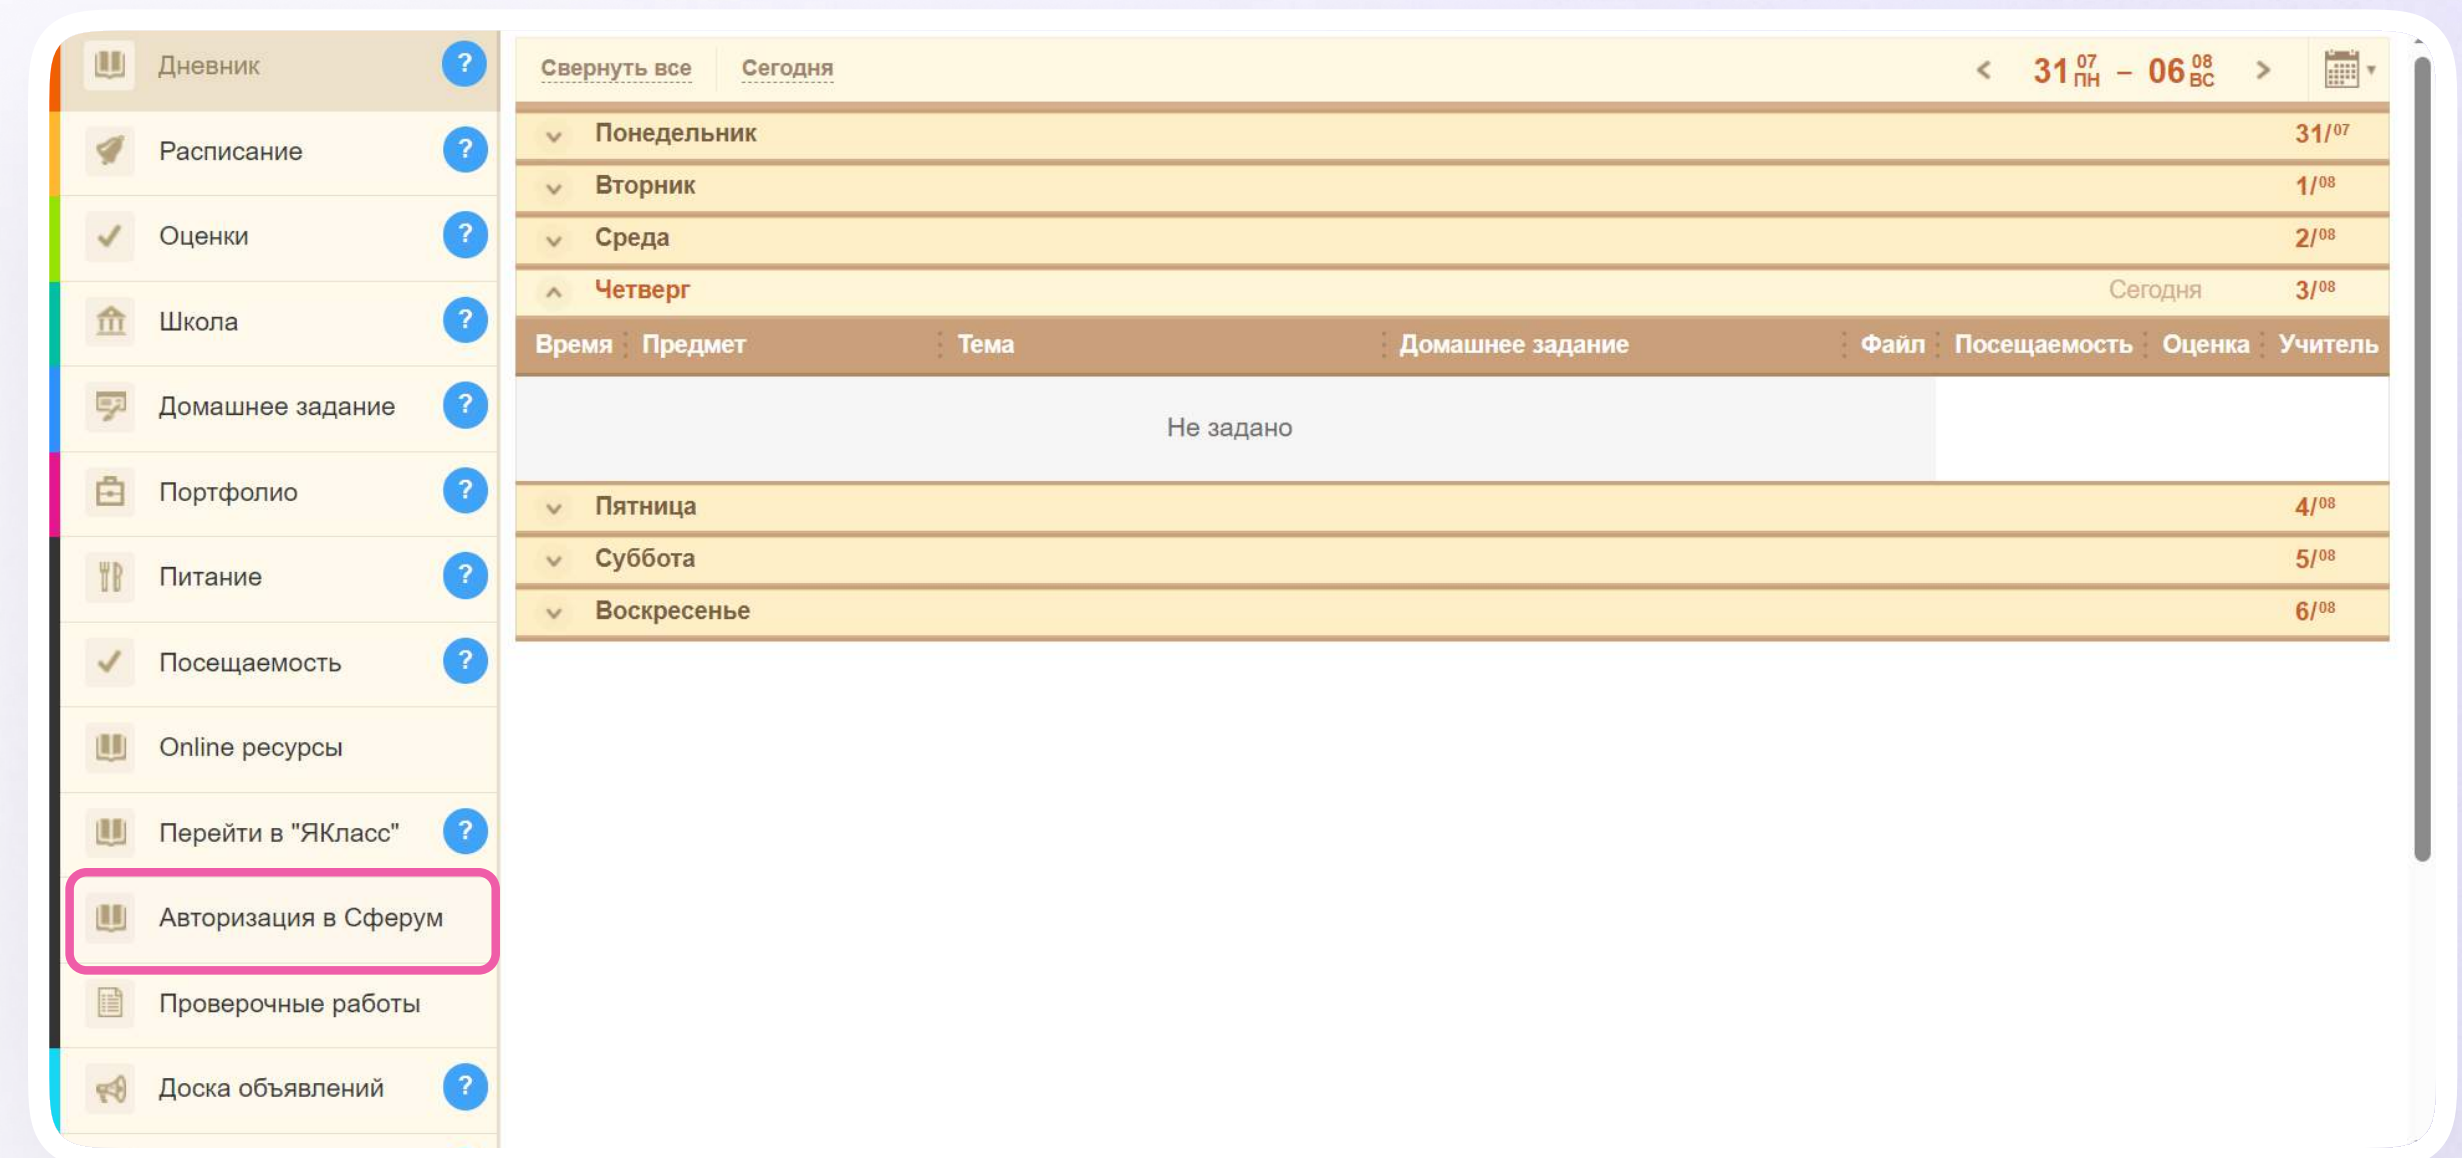 Дневник ?
Расписание ?
Оценки ?
Школа ?
Домашнее задание ?
Портфолио ?
Питание ?
Посещаемость ?
Online ресурсы
Перейти в "ЯКласс" ?
Авторизация в Сферум
Проверочные работы
Доска объявлений ?
Свернуть все Сегодня < 31 07 ПН – 06 08 ВС >
Понедельник 31/07
Вторник 1/08
Среда 2/08
Четверг Сегодня 3/08
Время Предмет Тема Домашнее задание Файл Посещаемость Оценка Учитель
Не задано
Пятница 4/08
Суббота 5/08
Воскресенье 6/08